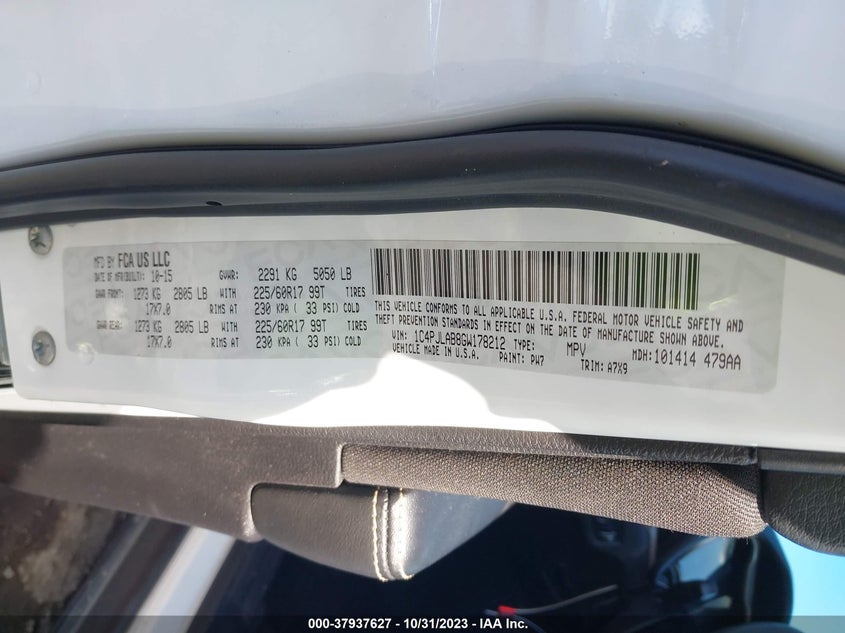 MFD BY FCA US LLC
DATE OF MFR(BUILT): 10-15 GVWR: 2291 KG 5050 LB
GAWR FRONT: 1273 KG 2805 LB WITH 225/60R17 99T TIRES
17X7.0 RIMS AT 230 KPA ( 33 PSI) COLD
GAWR REAR: 1273 KG 2805 LB WITH 225/60R17 99T TIRES
17X7.0 RIMS AT 230 KPA ( 33 PSI) COLD
THIS VEHICLE CONFORMS TO ALL APPLICABLE U.S.A. FEDERAL MOTOR VEHICLE SAFETY AND
THEFT PREVENTION STANDARDS IN EFFECT ON THE DATE OF MANUFACTURE SHOWN ABOVE.
VIN: 1C4PJLAB8GW178212 TYPE: MPV MDH: 101414 479AA
VEHICLE MADE IN U.S.A. PAINT: PW7 TRIM: A7X9
000-37937627 - 10/31/2023 - IAA Inc.